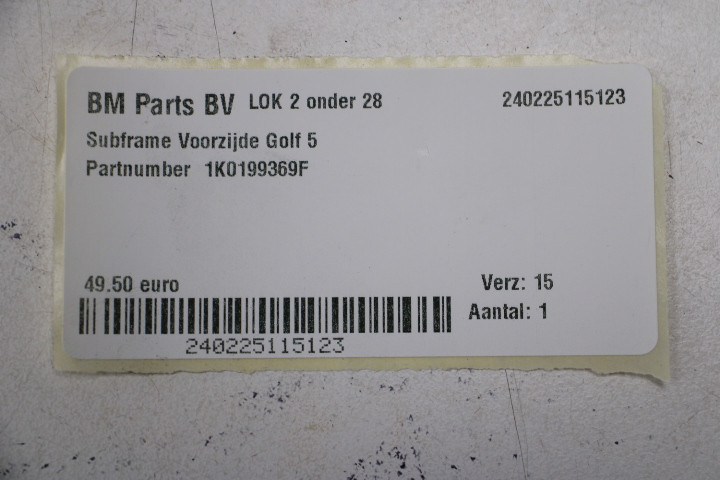 BM Parts BV LOK 2 onder 28 240225115123
Subframe Voorzijde Golf 5
Partnumber 1K0199369F
49.50 euro Verz: 15
Aantal: 1
240225115123